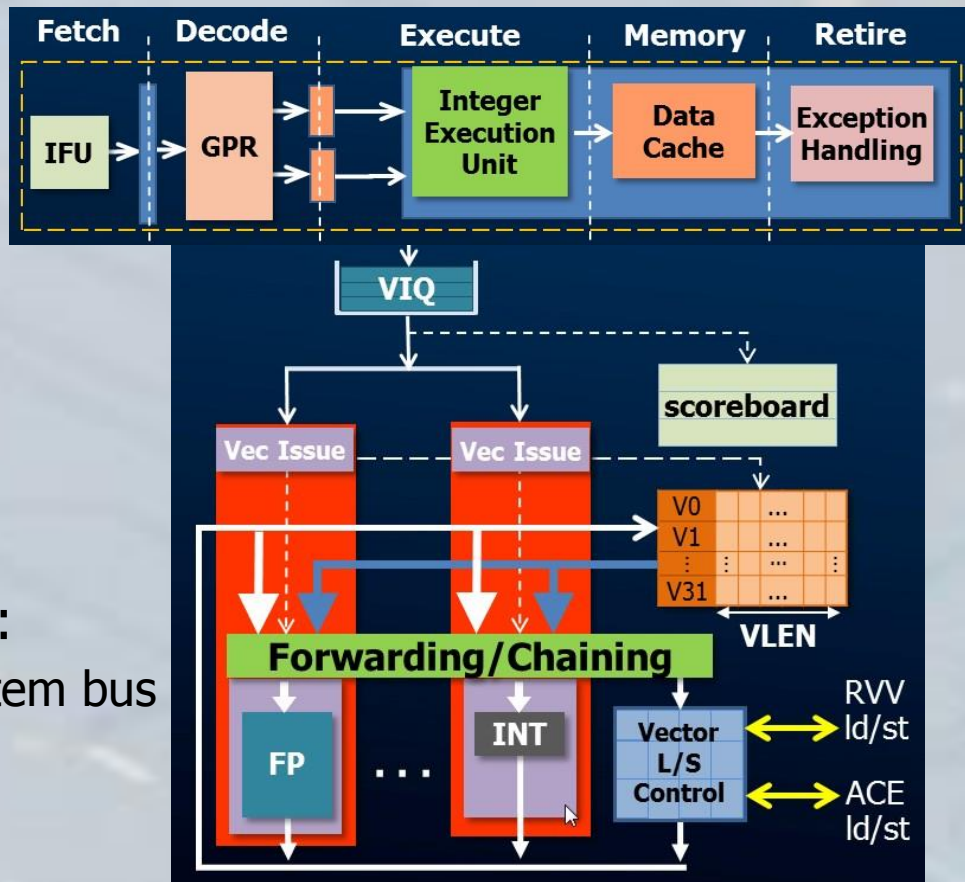 Fetch Decode Execute Memory Retire
IFU
GPR
Integer
Execution
Unit
Data
Cache
Exception
Handling
VIQ
scoreboard
Vec Issue
Vec Issue
V0 ...
V1 ...
⋮ ⋮ ... ⋮
V31 ...
VLEN
:
tem bus
Forwarding/Chaining
FP
...
INT
Vector
L/S
Control
RVV
ld/st
ACE
ld/st